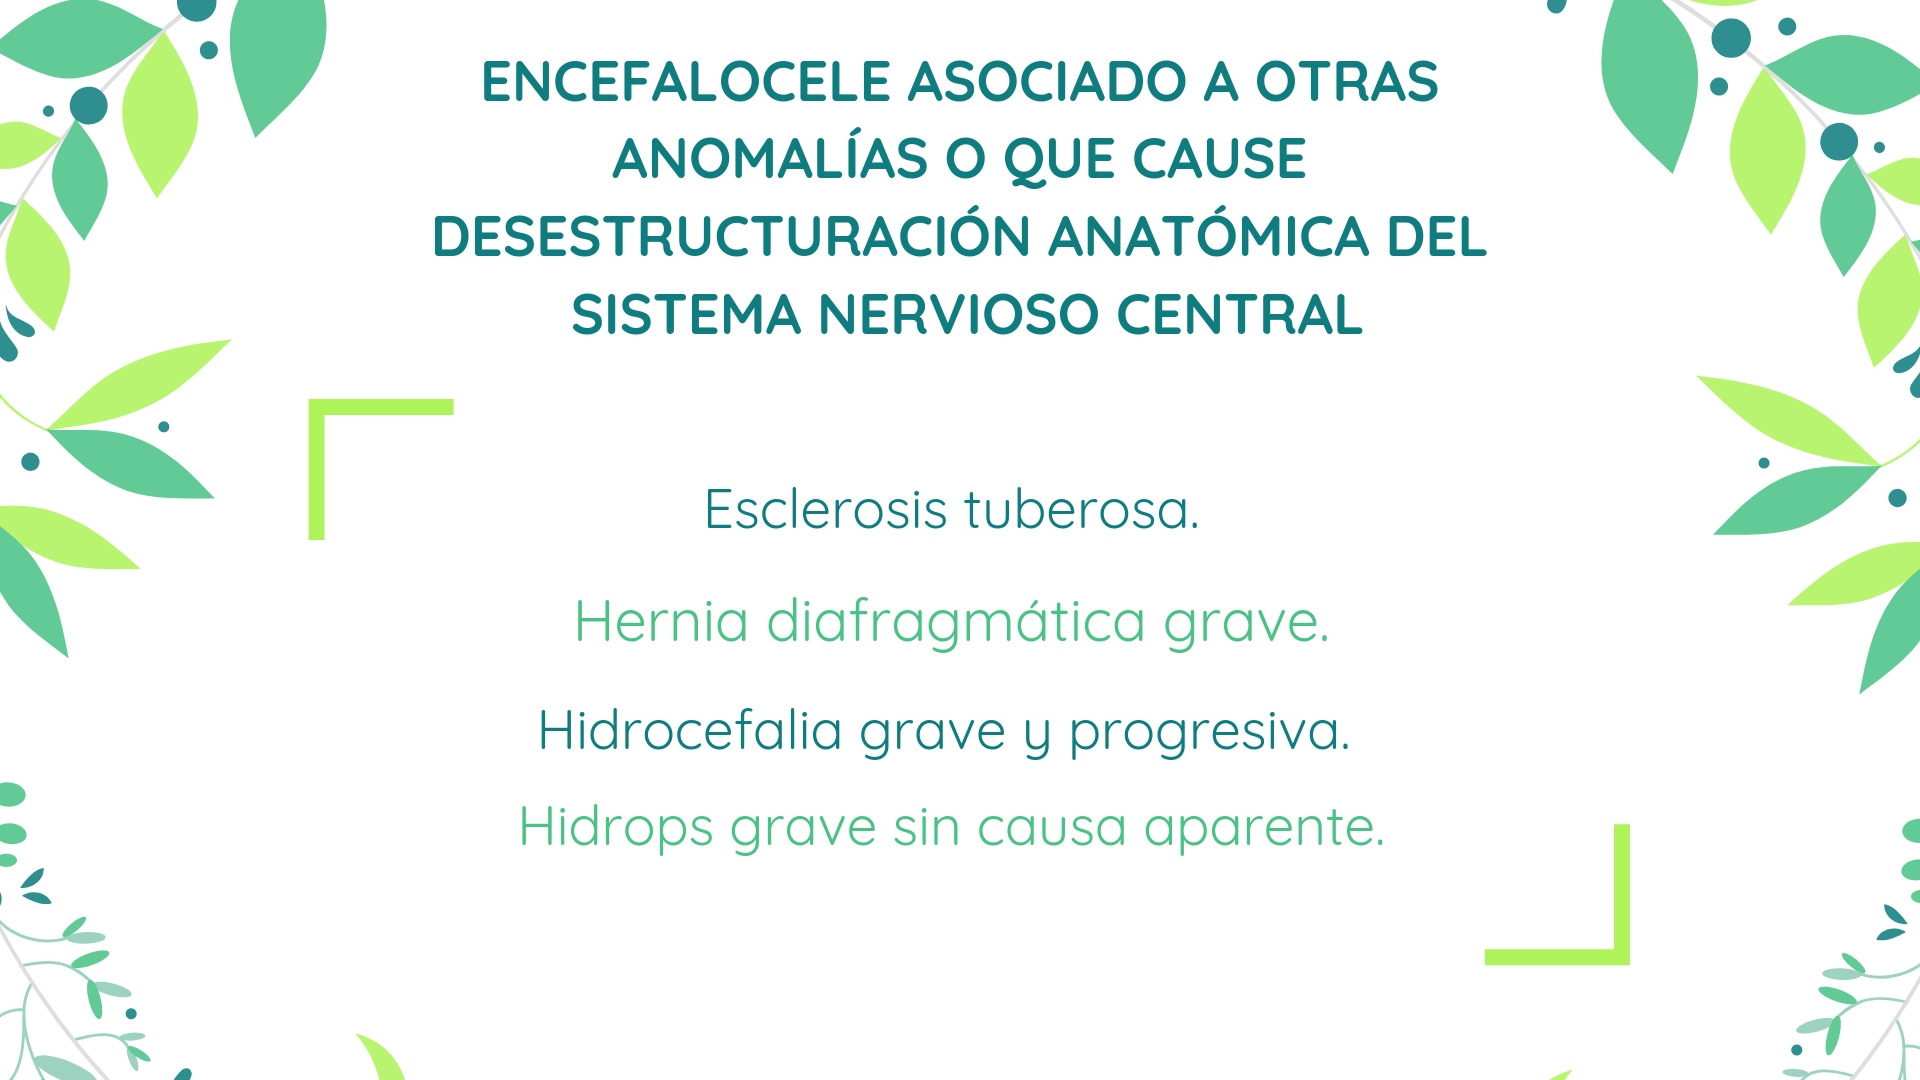 ENCEFALOCELE ASOCIADO A OTRAS
ANOMALÍAS O QUE CAUSE
DESESTRUCTURACIÓN ANATÓMICA DEL
SISTEMA NERVIOSO CENTRAL
Esclerosis tuberosa.
Hernia diafragmática grave.
Hidrocefalia grave y progresiva.
Hidrops grave sin causa aparente.